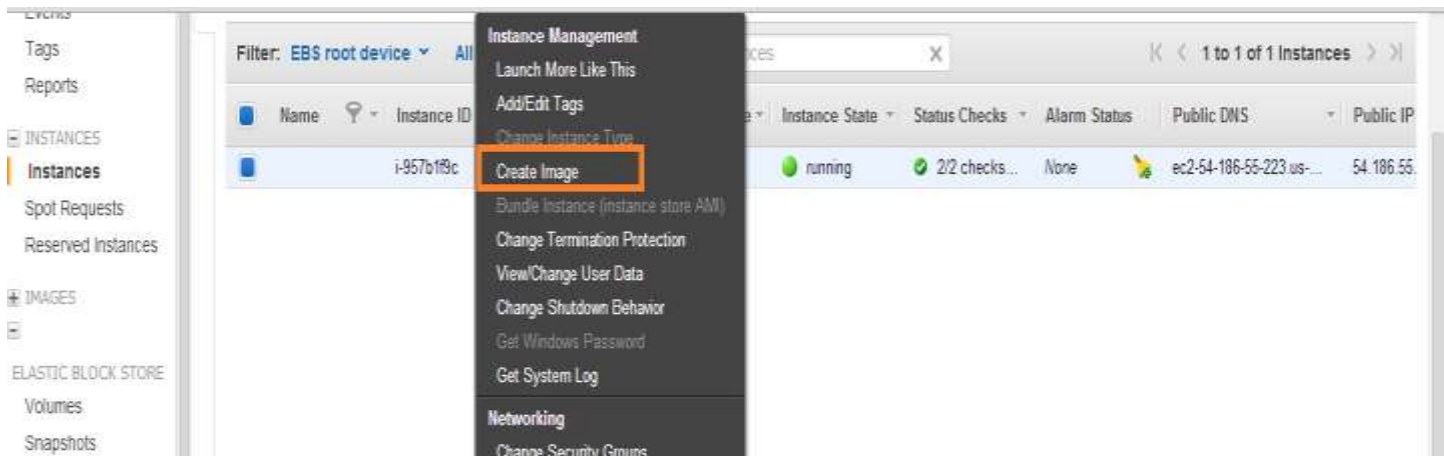 Events
Tags
Reports
INSTANCES
Instances
Spot Requests
Reserved Instances
IMAGES
ELASTIC BLOCK STORE
Volumes
Snapshots
Filter: EBS root device All
X
1 to 1 of 1 Instances
Name Instance ID Instance State Status Checks Alarm Status Public DNS Public IP
i-957b1f9c running 2/2 checks... None ec2-54-186-55-223.us-... 54.186.55.
Instance Management
Launch More Like This
Add/Edit Tags
Change Instance Type
Create Image
Bundle Instance (instance store AMI)
Change Termination Protection
View/Change User Data
Change Shutdown Behavior
Get Windows Password
Get System Log
Networking
Change Security Groups